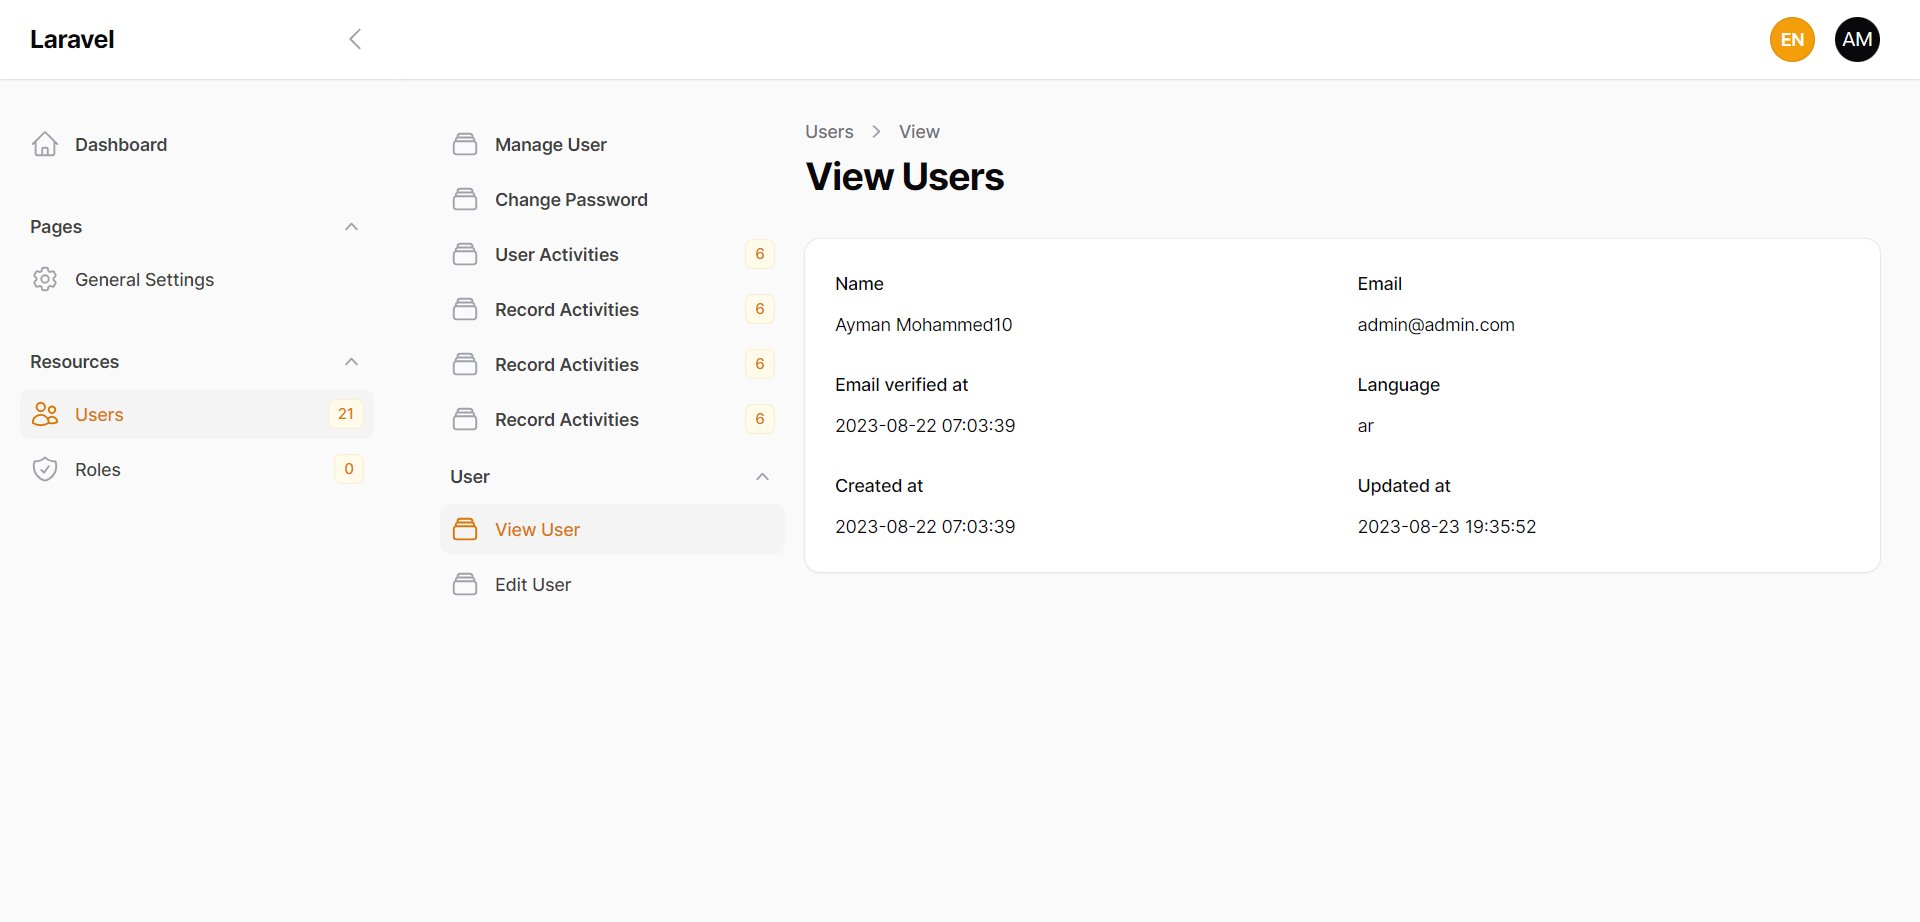 Laravel
EN
AM
Dashboard
Pages
General Settings
Resources
Users 21
Roles 0
Manage User
Change Password
User Activities 6
Record Activities 6
Record Activities 6
Record Activities 6
User
View User
Edit User
Users > View
View Users
Name
Ayman Mohammed10
Email
admin@admin.com
Email verified at
2023-08-22 07:03:39
Language
ar
Created at
2023-08-22 07:03:39
Updated at
2023-08-23 19:35:52